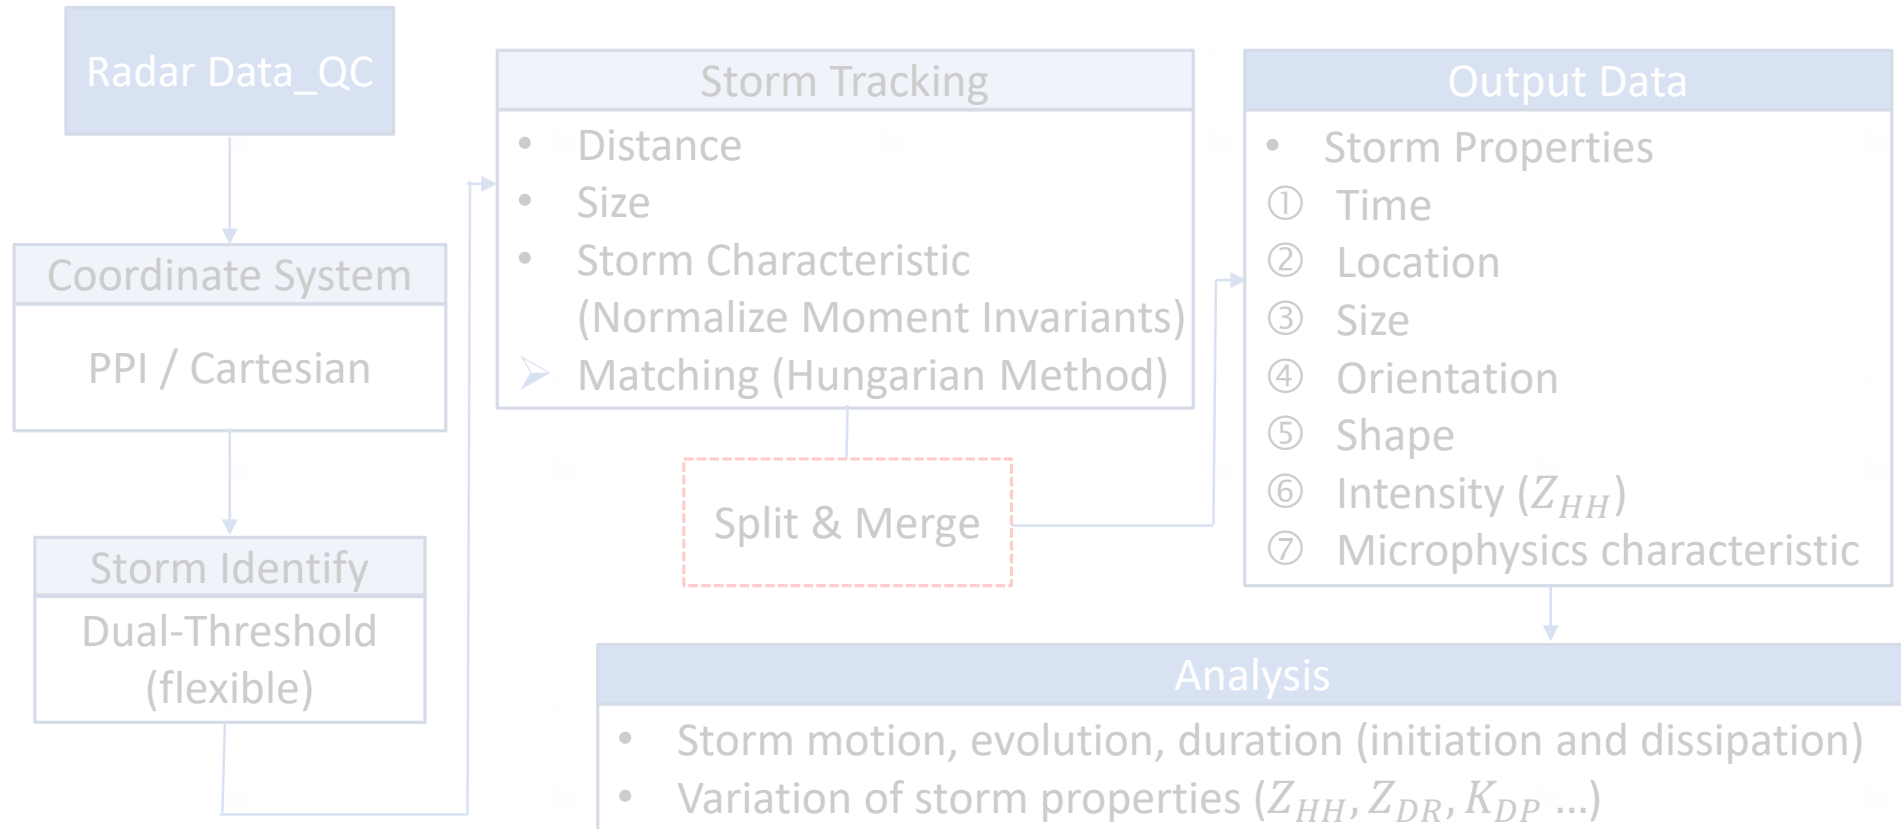 Radar Data_QC
Coordinate System
PPI / Cartesian
Storm Identify
Dual-Threshold
(flexible)
Storm Tracking
• Distance
• Size
• Storm Characteristic
(Normalize Moment Invariants)
➢ Matching (Hungarian Method)
Split & Merge
Output Data
• Storm Properties
① Time
② Location
③ Size
④ Orientation
⑤ Shape
⑥ Intensity (Z_HH)
⑦ Microphysics characteristic
Analysis
• Storm motion, evolution, duration (initiation and dissipation)
• Variation of storm properties (Z_HH, Z_DR, K_DP ...)